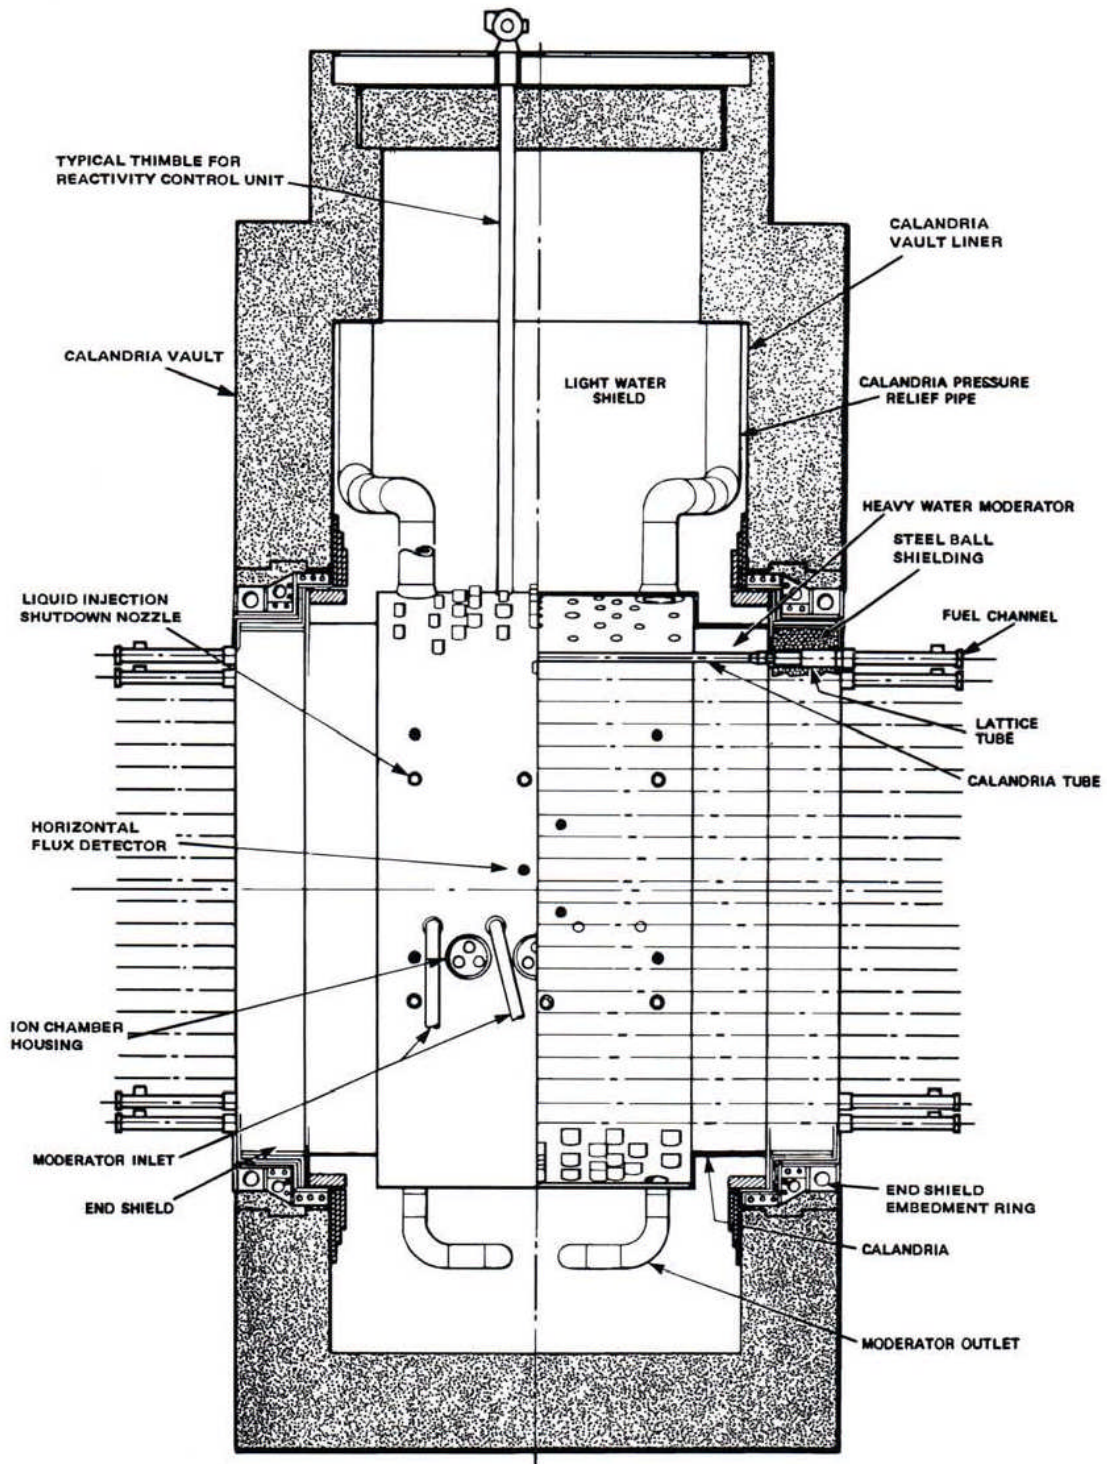 TYPICAL THIMBLE FOR
REACTIVITY CONTROL UNIT
CALANDRIA
VAULT LINER
CALANDRIA VAULT
LIGHT WATER
SHIELD
CALANDRIA PRESSURE
RELIEF PIPE
HEAVY WATER MODERATOR
STEEL BALL
SHIELDING
LIQUID INJECTION
SHUTDOWN NOZZLE
FUEL CHANNEL
LATTICE
TUBE
CALANDRIA TUBE
HORIZONTAL
FLUX DETECTOR
ION CHAMBER
HOUSING
MODERATOR INLET
END SHIELD
END SHIELD
EMBEDMENT RING
CALANDRIA
MODERATOR OUTLET